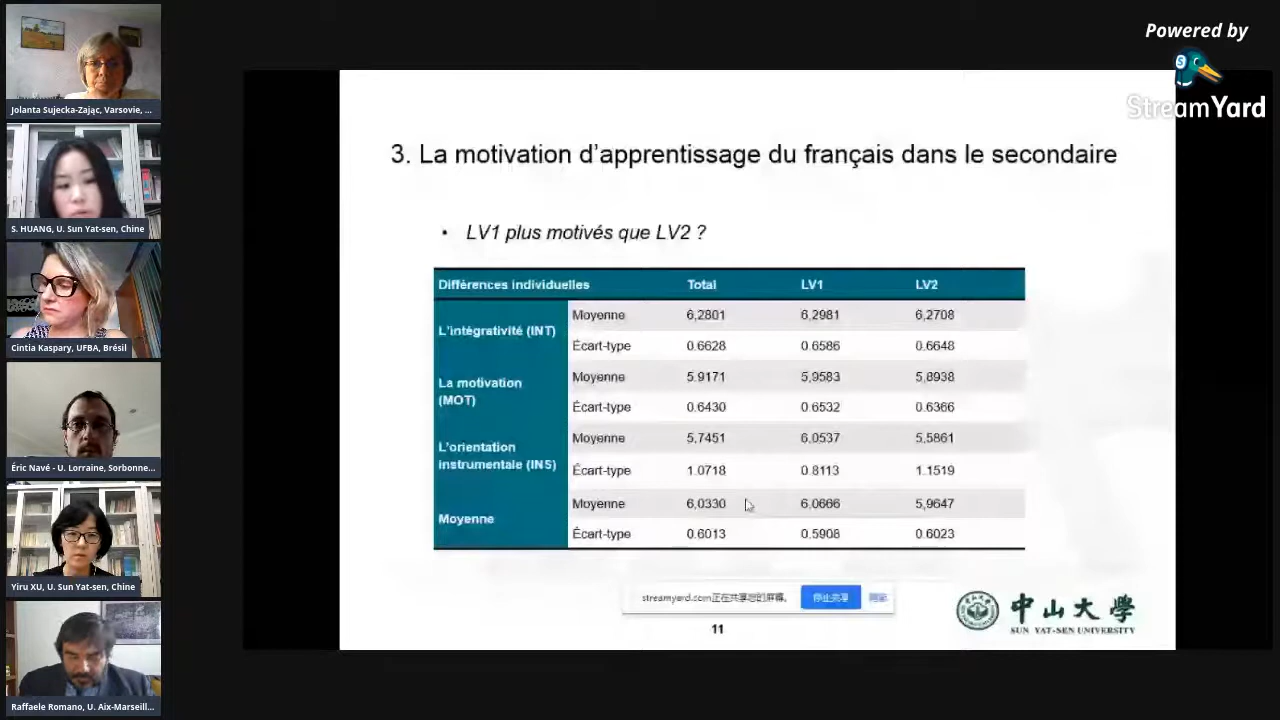 Powered by
StreamYard
Jolanta Sujecka-Zając, Varsovie, ...
S. HUANG, U. Sun Yat-sen, Chine
Cintia Kaspary, UFBA, Brésil
Éric Navé - U. Lorraine, Sorbonne...
Yiru XU, U. Sun Yat-sen, Chine
Raffaele Romano, U. Aix-Marseill...
3. La motivation d'apprentissage du français dans le secondaire
• LV1 plus motivés que LV2 ?
Différences individuelles Total LV1 LV2
L'intégrativité (INT)
Moyenne 6,2801 6,2981 6,2708
Écart-type 0.6628 0.6586 0.6648
La motivation
(MOT)
Moyenne 5.9171 5,9583 5,8938
Écart-type 0.6430 0.6532 0.6366
L'orientation
instrumentale (INS)
Moyenne 5,7451 6,0537 5,5861
Écart-type 1.0718 0.8113 1.1519
Moyenne
Moyenne 6,0330 6,0666 5,9647
Écart-type 0.6013 0.5908 0.6023
streamyard.com正在共享您的屏幕。 停止共享 隐藏
中山大學
SUN YAT-SEN UNIVERSITY
11